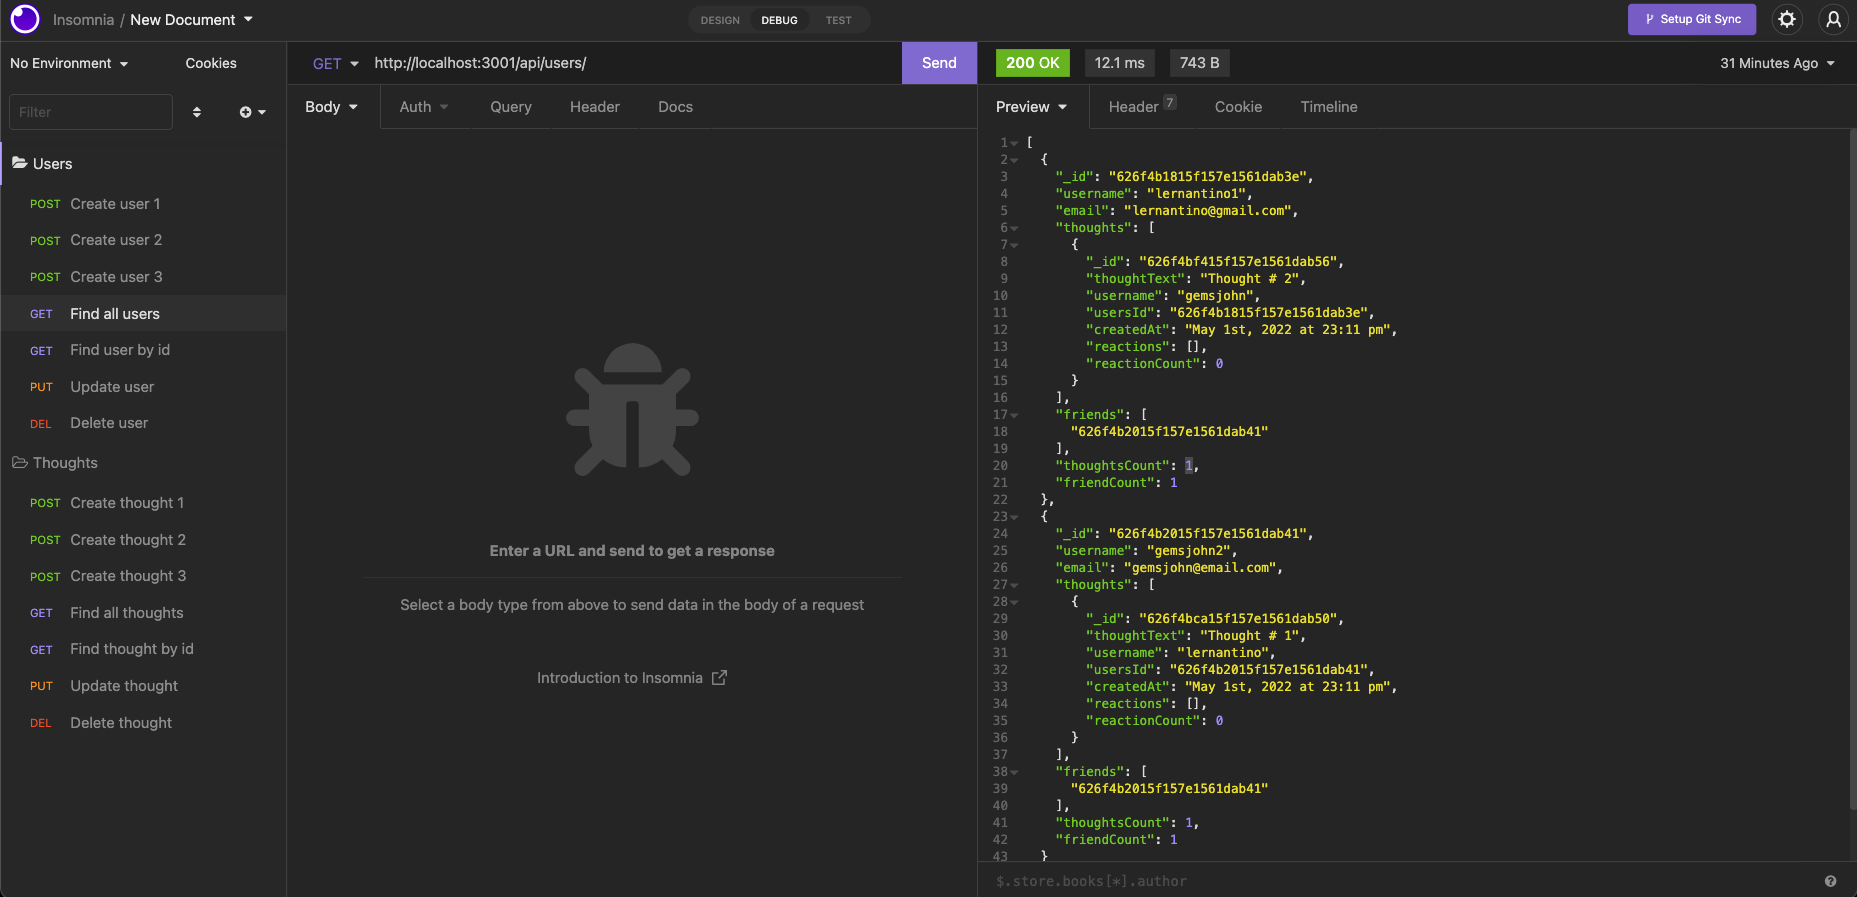 Insomnia / New Document
DESIGN DEBUG TEST
Setup Git Sync
No Environment Cookies
Filter
Users
POST Create user 1
POST Create user 2
POST Create user 3
GET Find all users
GET Find user by id
PUT Update user
DEL Delete user
Thoughts
POST Create thought 1
POST Create thought 2
POST Create thought 3
GET Find all thoughts
GET Find thought by id
PUT Update thought
DEL Delete thought
GET http://localhost:3001/api/users/ Send
Body Auth Query Header Docs
Enter a URL and send to get a response
Select a body type from above to send data in the body of a request
Introduction to Insomnia
200 OK 12.1 ms 743 B 31 Minutes Ago
Preview Header 7 Cookie Timeline
1 [
2 {
3 "_id": "626f4b1815f157e1561dab3e",
4 "username": "lernantino1",
5 "email": "lernantino@gmail.com",
6 "thoughts": [
7 {
8 "_id": "626f4bf415f157e1561dab56",
9 "thoughtText": "Thought # 2",
10 "username": "gemsjohn",
11 "usersId": "626f4b1815f157e1561dab3e",
12 "createdAt": "May 1st, 2022 at 23:11 pm",
13 "reactions": [],
14 "reactionCount": 0
15 }
16 ],
17 "friends": [
18 "626f4b2015f157e1561dab41"
19 ],
20 "thoughtsCount": 1,
21 "friendCount": 1
22 },
23 {
24 "_id": "626f4b2015f157e1561dab41",
25 "username": "gemsjohn2",
26 "email": "gemsjohn@email.com",
27 "thoughts": [
28 {
29 "_id": "626f4bca15f157e1561dab50",
30 "thoughtText": "Thought # 1",
31 "username": "lernantino",
32 "usersId": "626f4b2015f157e1561dab41",
33 "createdAt": "May 1st, 2022 at 23:11 pm",
34 "reactions": [],
35 "reactionCount": 0
36 }
37 ],
38 "friends": [
39 "626f4b2015f157e1561dab41"
40 ],
41 "thoughtsCount": 1,
42 "friendCount": 1
43 }
$.store.books[*].author